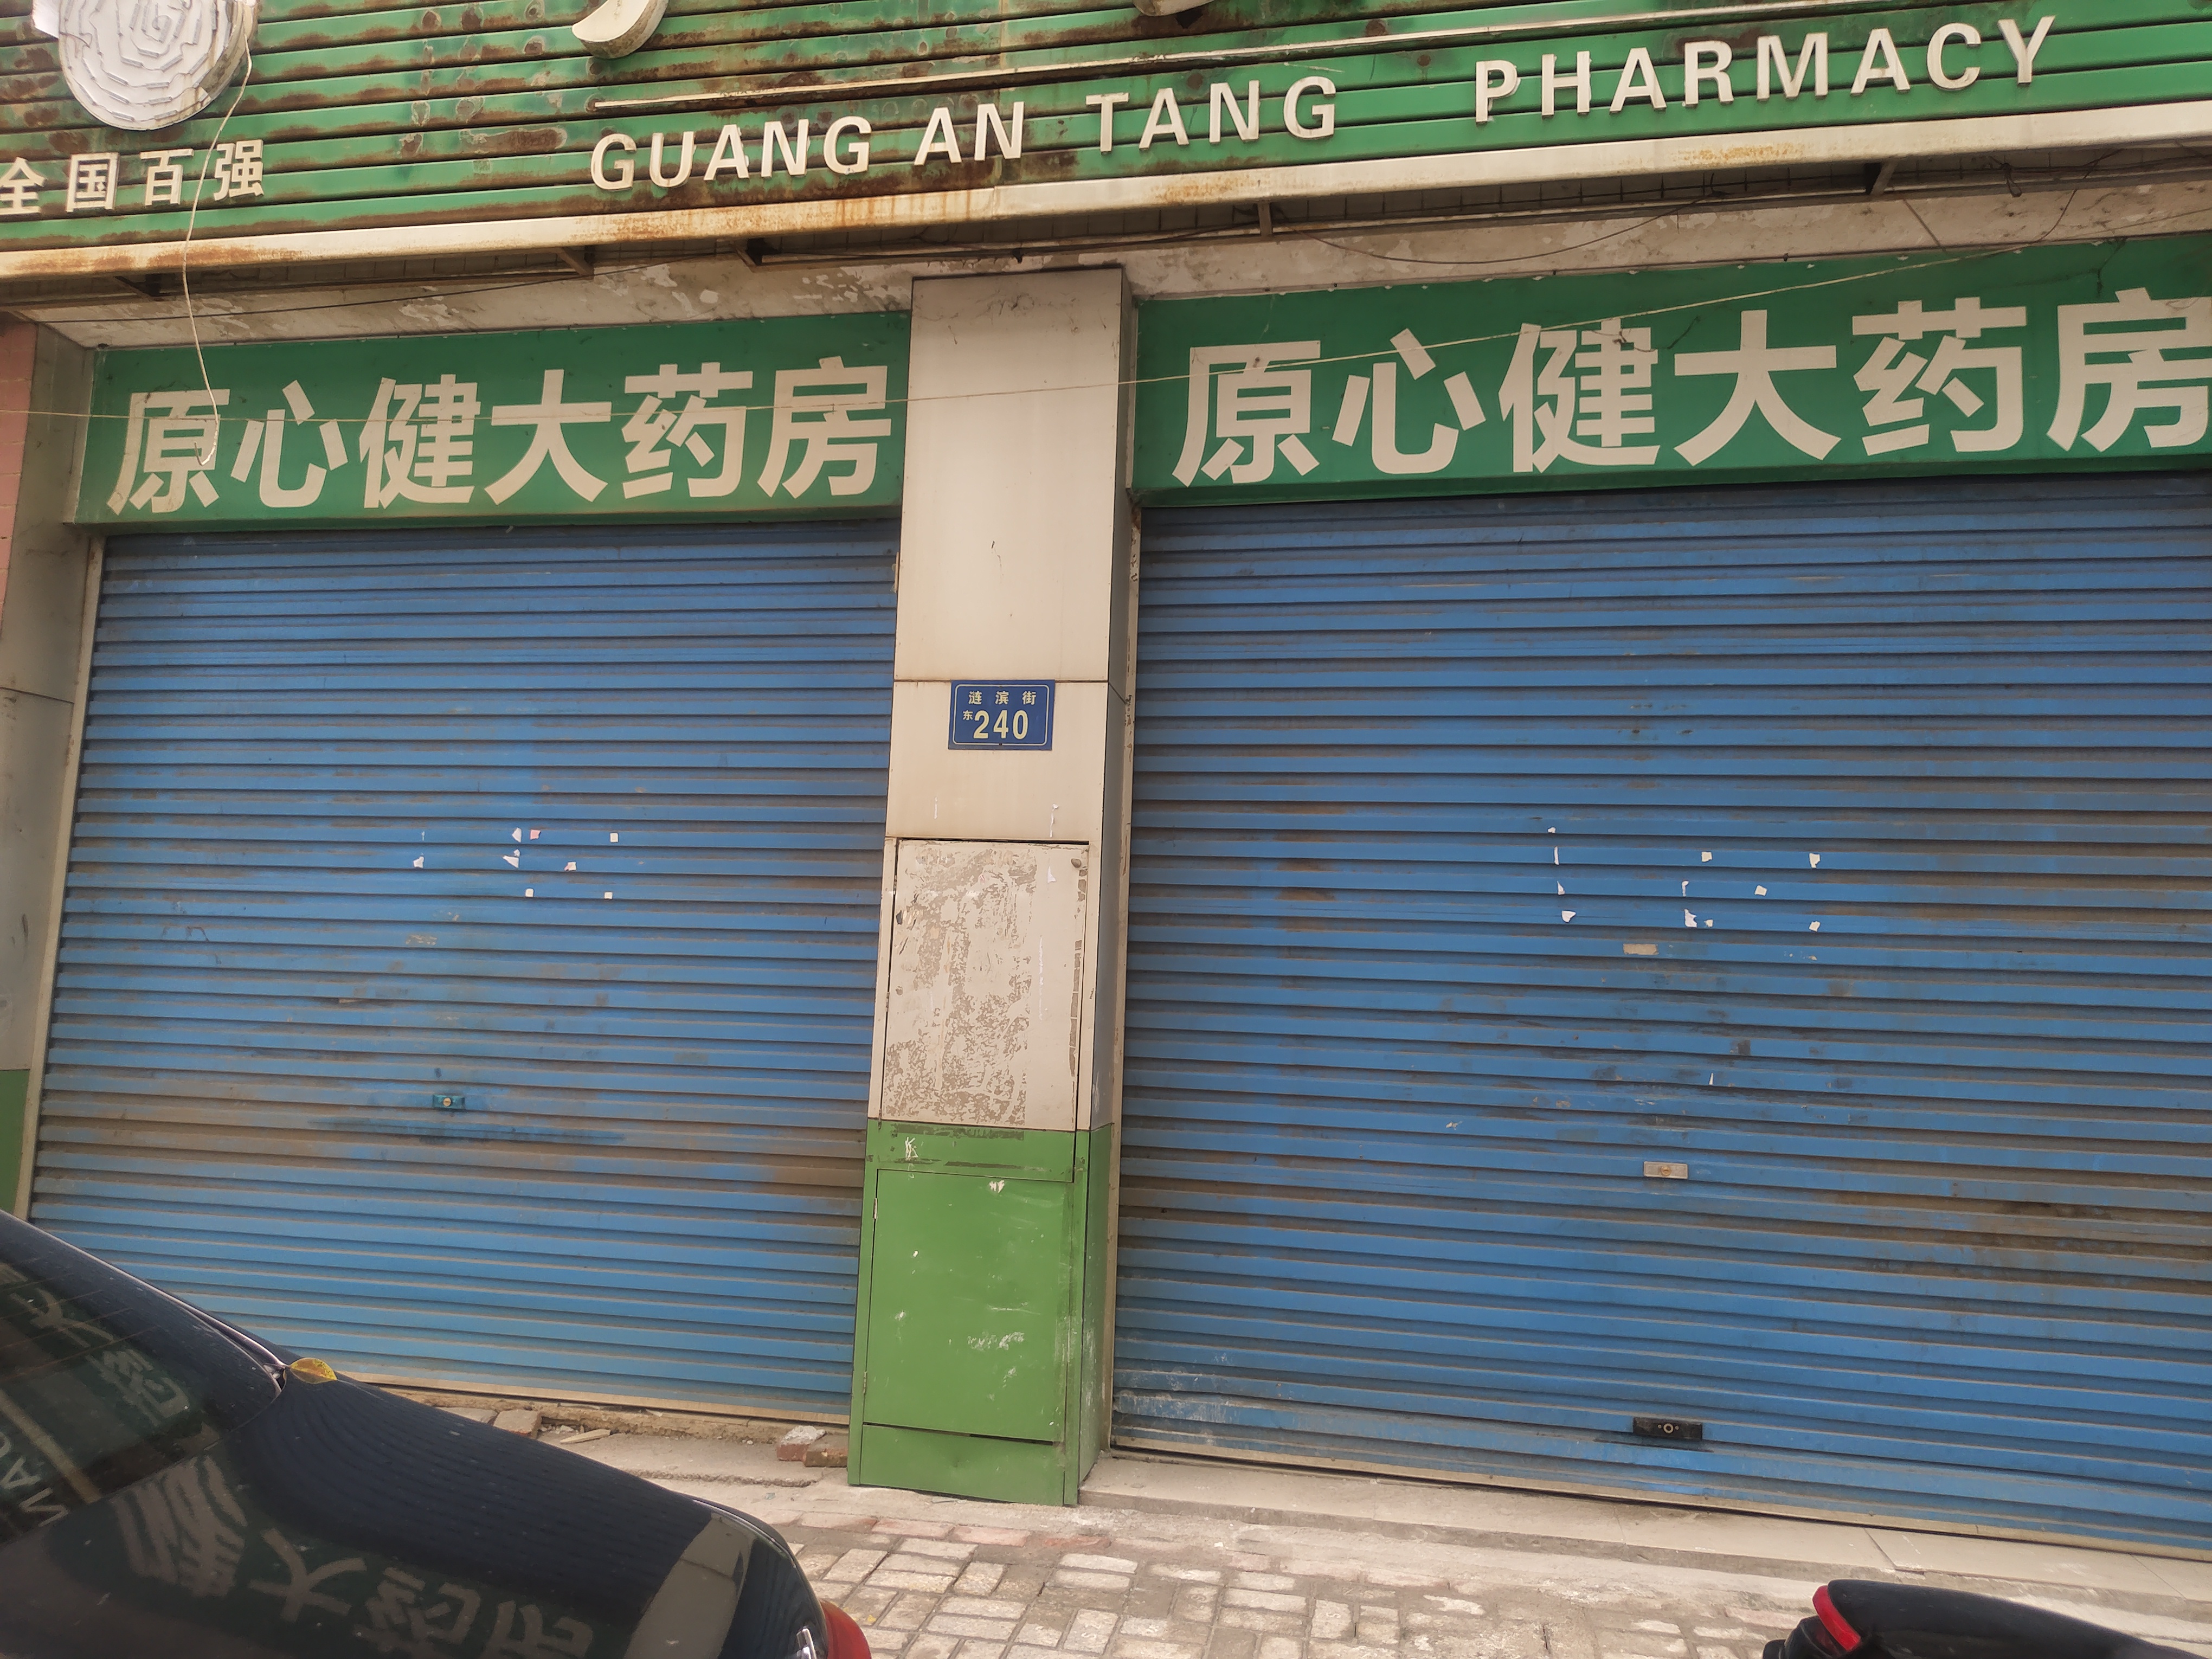 全国百强
GUANG AN TANG PHARMACY
原心健大药房
原心健大药房
涟滨街
东240